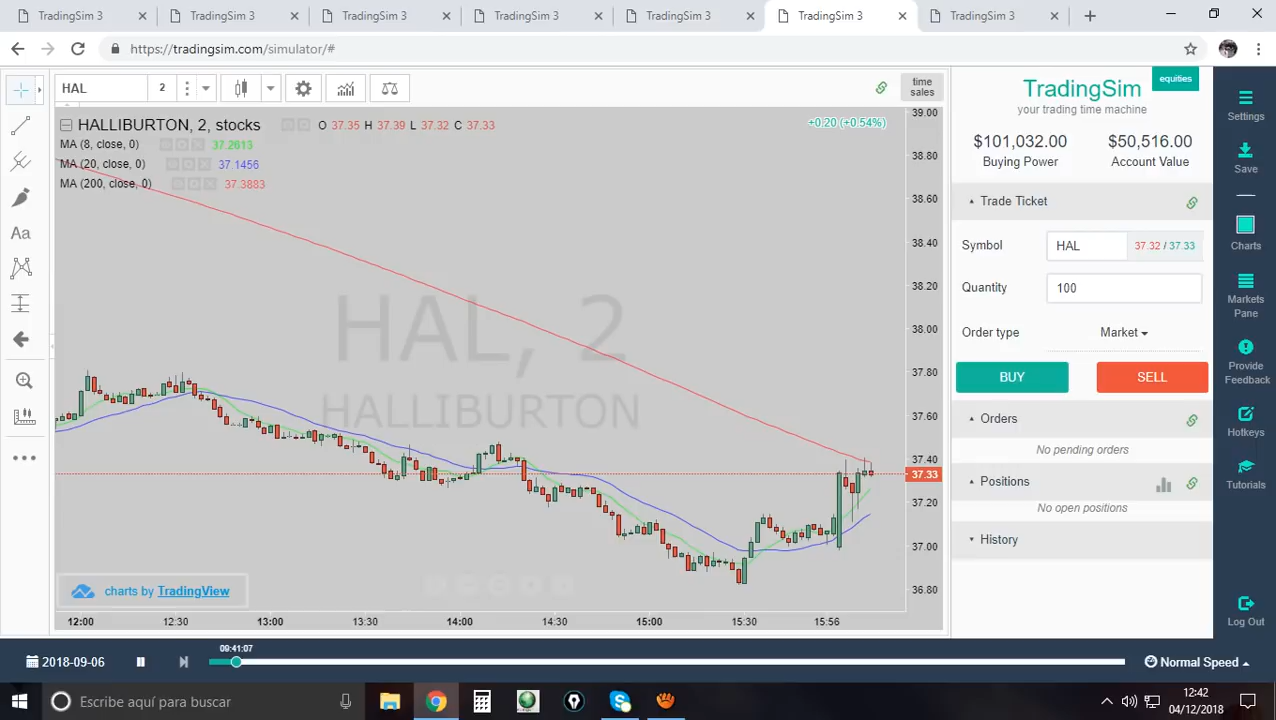 TradingSim 3 TradingSim 3 TradingSim 3 TradingSim 3 TradingSim 3 TradingSim 3 TradingSim 3
https://tradingsim.com/simulator/#
HAL 2
time
sales
HALLIBURTON, 2, stocks O 37.35 H 37.39 L 37.32 C 37.33
+0.20 (+0.54%)
MA (8, close, 0) 37.2613
MA (20, close, 0) 37.1456
MA (200, close, 0) 37.3883
HAL, 2
HALLIBURTON
39.00
38.80
38.60
38.40
38.20
38.00
37.80
37.60
37.40
37.33
37.20
37.00
36.80
charts by TradingView
12:00 12:30 13:00 13:30 14:00 14:30 15:00 15:30 15:56
TradingSim
equities
your trading time machine
$101,032.00 $50,516.00
Buying Power Account Value
Trade Ticket
Symbol HAL 37.32 / 37.33
Quantity 100
Order type Market
BUY SELL
Orders
No pending orders
Positions
No open positions
History
Settings
Save
Charts
Markets
Pane
Provide
Feedback
Hotkeys
Tutorials
Log Out
Aa
2018-09-06
09:41:07
Normal Speed
Escribe aquí para buscar
12:42
04/12/2018